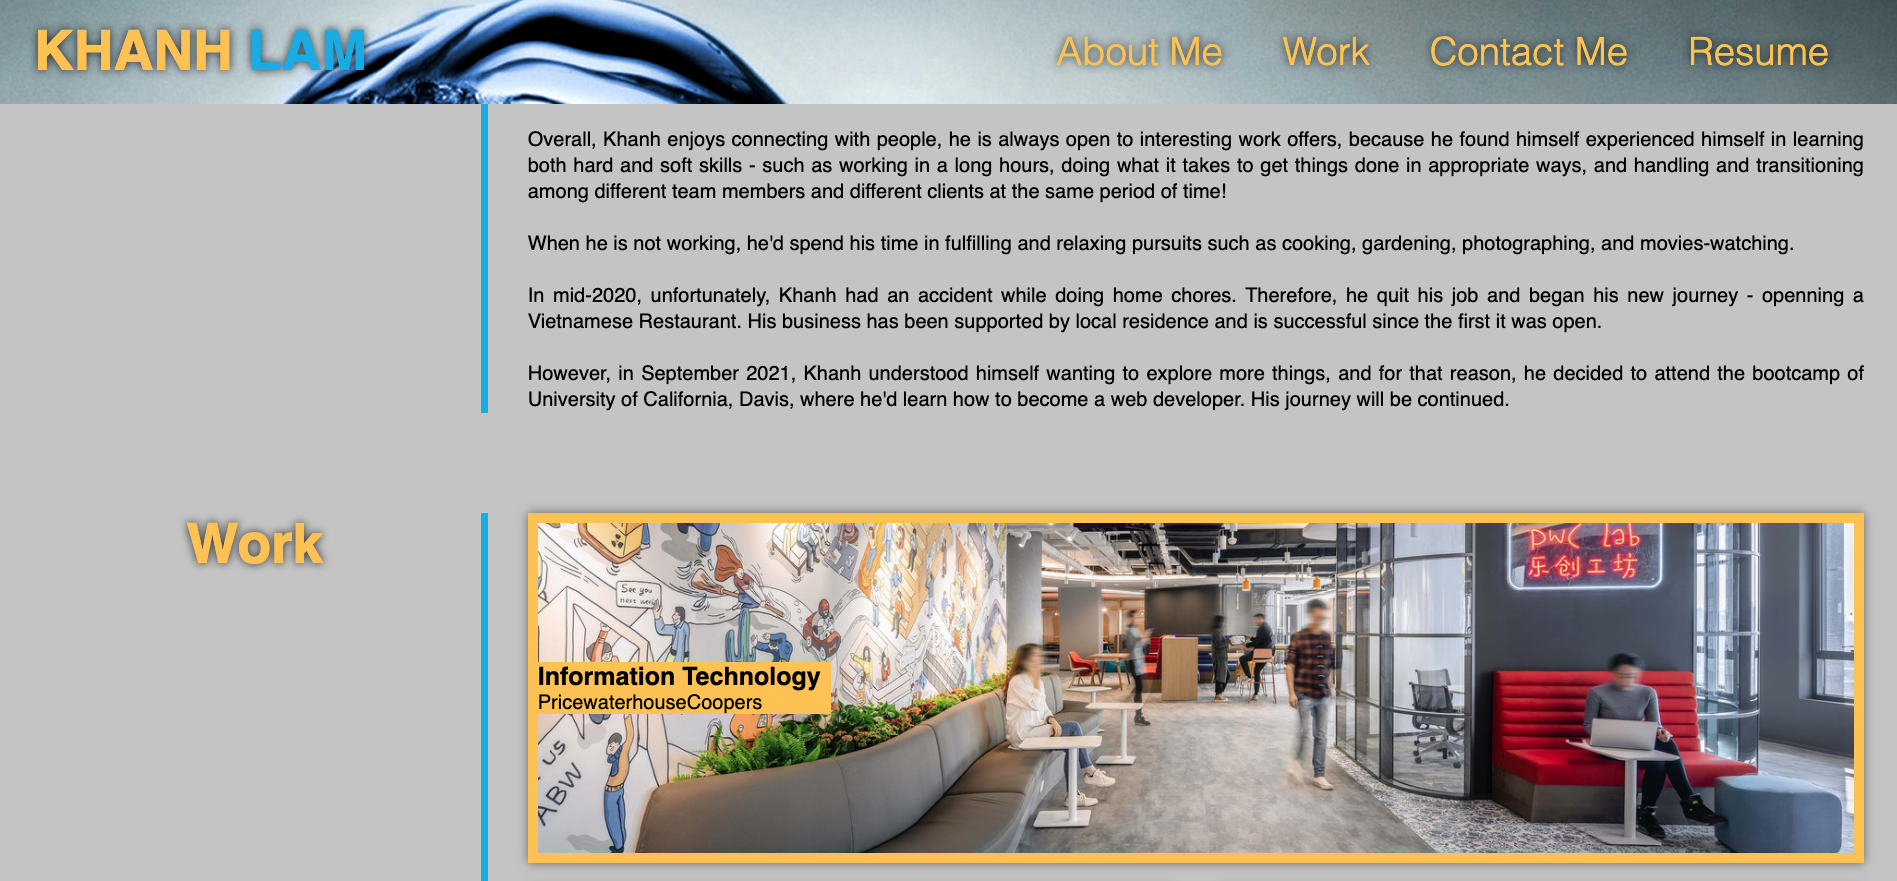 KHANH LAM
About Me
Work
Contact Me
Resume
Overall, Khanh enjoys connecting with people, he is always open to interesting work offers, because he found himself experienced himself in learning
both hard and soft skills - such as working in a long hours, doing what it takes to get things done in appropriate ways, and handling and transitioning
among different team members and different clients at the same period of time!
When he is not working, he'd spend his time in fulfilling and relaxing pursuits such as cooking, gardening, photographing, and movies-watching.
In mid-2020, unfortunately, Khanh had an accident while doing home chores. Therefore, he quit his job and began his new journey - openning a
Vietnamese Restaurant. His business has been supported by local residence and is successful since the first it was open.
However, in September 2021, Khanh understood himself wanting to explore more things, and for that reason, he decided to attend the bootcamp of
University of California, Davis, where he'd learn how to become a web developer. His journey will be continued.
Work
See you
next week!
pwc lab
乐创工坊
Information Technology
PricewaterhouseCoopers
US
ABW